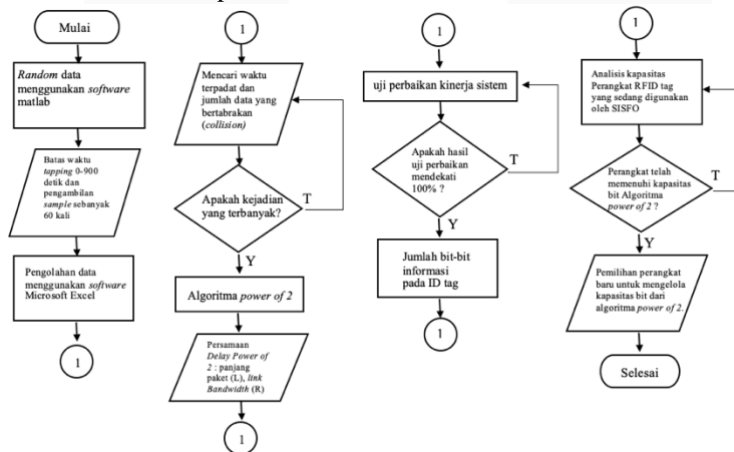 Mulai
Random data
menggunakan software
matlab
Batas waktu
tapping 0-900
detik dan
pengambilan
sample sebanyak
60 kali
Pengolahan data
menggunakan software
Microsoft Excel
1
1
Mencari waktu
terpadat dan
jumlah data yang
bertabrakan
(collision)
Apakah kejadian
yang terbanyak?
T
Y
Algoritma power of 2
Persamaan
Delay Power of
2 : panjang
paket (L), link
Bandwidth (R)
1
1
uji perbaikan kinerja sistem
Apakah hasil
uji perbaikan
mendekati
100% ?
T
Y
Jumlah bit-bit
informasi
pada ID tag
1
1
Analisis kapasitas
Perangkat RFID tag
yang sedang digunakan
oleh SISFO
Perangkat telah
memenuhi kapasitas
bit Algoritma
power of 2 ?
T
Y
Pemilihan perangkat
baru untuk mengelola
kapasitas bit dari
algoritma power of 2.
Selesai